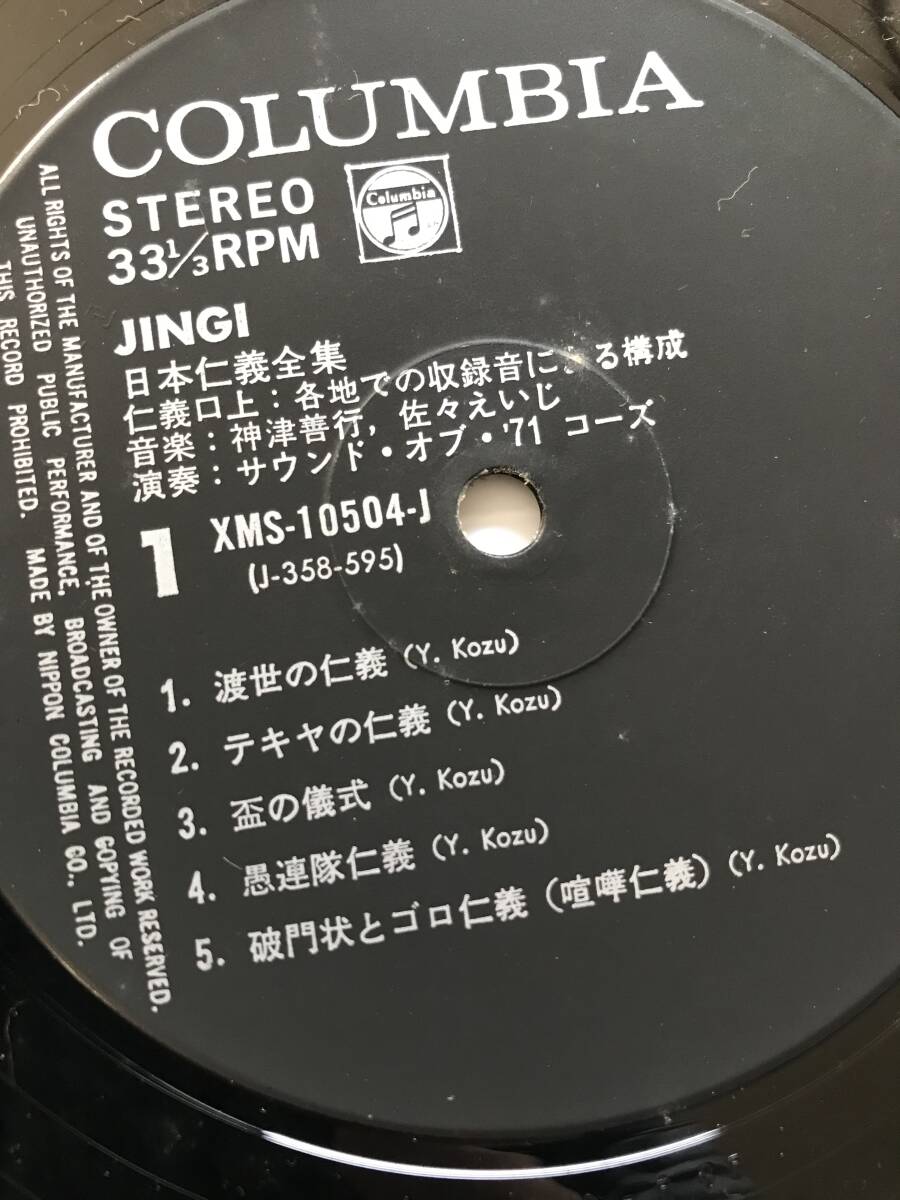 COLUMBIA
STEREO
33 1/3 RPM
Columbia
JINGI
日本仁義全集
仁義口上：各地での収録音による構成
音楽：神津善行，佐々えいじ
演奏：サウンド・オブ・'71 コーズ
1
XMS-10504-J
(J-358-595)
1. 渡世の仁義 (Y. Kozu)
2. テキヤの仁義 (Y. Kozu)
3. 盃の儀式 (Y. Kozu)
4. 愚連隊仁義 (Y. Kozu)
5. 破門状とゴロ仁義（喧嘩仁義）(Y. Kozu)
ALL RIGHTS OF THE MANUFACTURER AND OF THE OWNER OF THE RECORDED WORK RESERVED.
UNAUTHORIZED PUBLIC PERFORMANCE, BROADCASTING AND COPYING OF
THIS RECORD PROHIBITED. MADE BY NIPPON COLUMBIA CO., LTD.